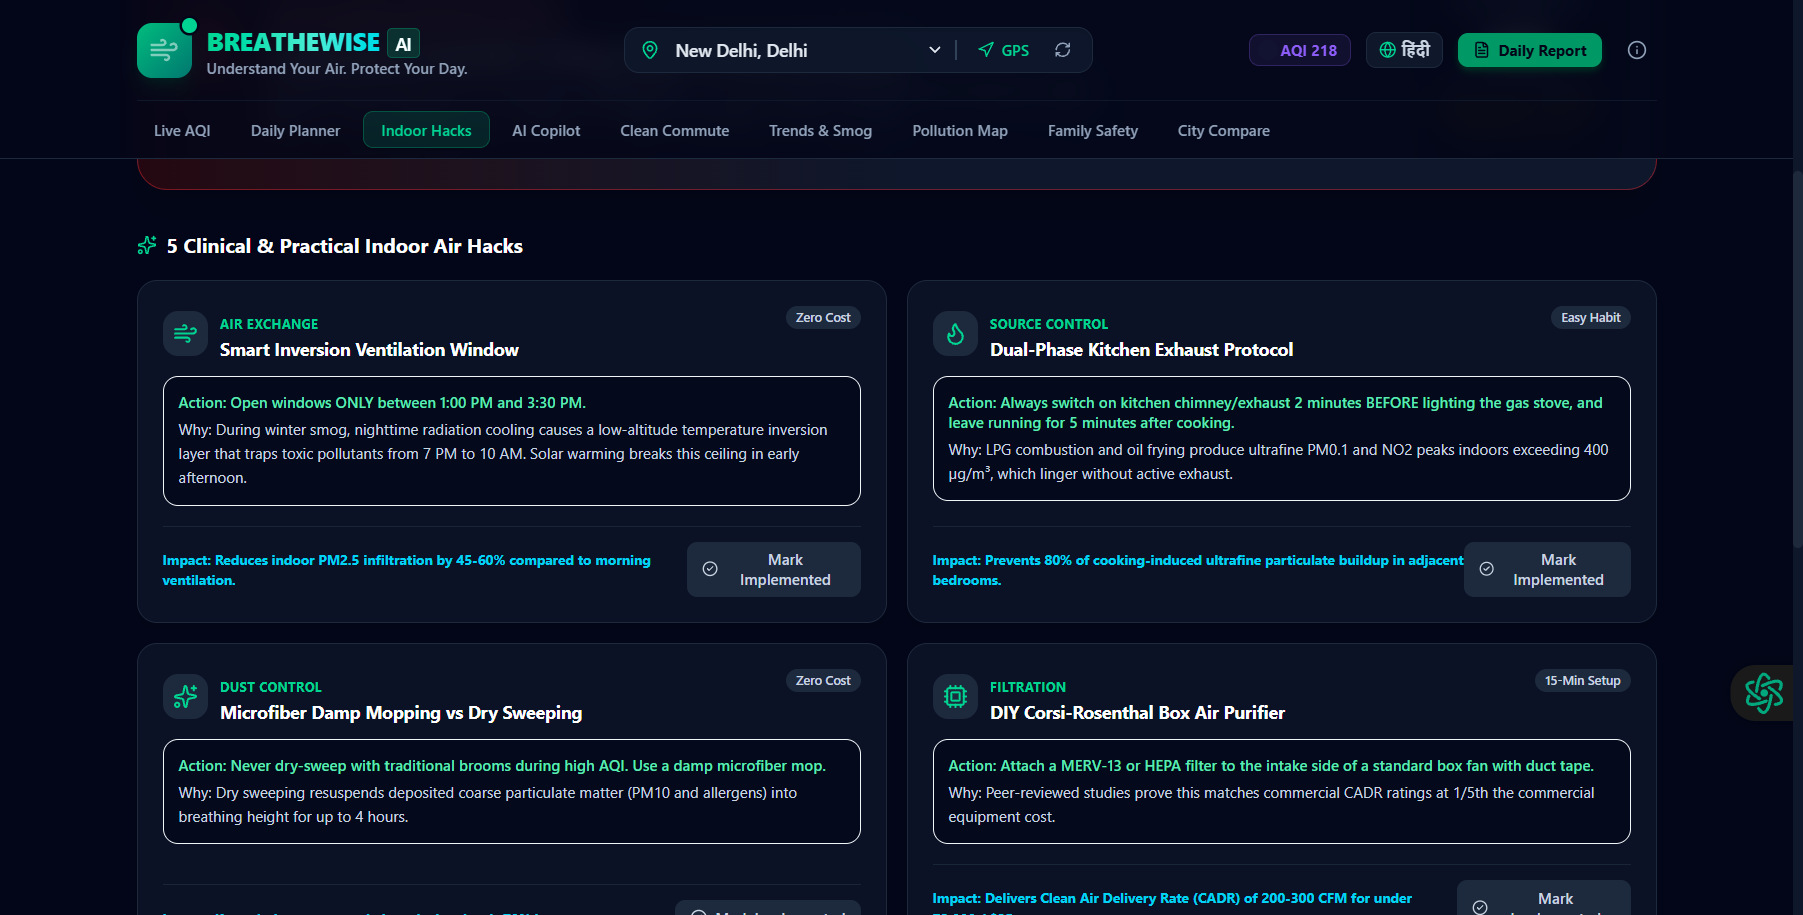 BREATHEWISE AI
Understand Your Air. Protect Your Day.
New Delhi, Delhi
GPS
AQI 218
हिंदी
Daily Report
Live AQI
Daily Planner
Indoor Hacks
AI Copilot
Clean Commute
Trends & Smog
Pollution Map
Family Safety
City Compare
5 Clinical & Practical Indoor Air Hacks
AIR EXCHANGE
Zero Cost
Smart Inversion Ventilation Window
Action: Open windows ONLY between 1:00 PM and 3:30 PM.
Why: During winter smog, nighttime radiation cooling causes a low-altitude temperature inversion
layer that traps toxic pollutants from 7 PM to 10 AM. Solar warming breaks this ceiling in early
afternoon.
Impact: Reduces indoor PM2.5 infiltration by 45-60% compared to morning
ventilation.
Mark
Implemented
SOURCE CONTROL
Easy Habit
Dual-Phase Kitchen Exhaust Protocol
Action: Always switch on kitchen chimney/exhaust 2 minutes BEFORE lighting the gas stove, and
leave running for 5 minutes after cooking.
Why: LPG combustion and oil frying produce ultrafine PM0.1 and NO2 peaks indoors exceeding 400
µg/m³, which linger without active exhaust.
Impact: Prevents 80% of cooking-induced ultrafine particulate buildup in adjacent
bedrooms.
Mark
Implemented
DUST CONTROL
Zero Cost
Microfiber Damp Mopping vs Dry Sweeping
Action: Never dry-sweep with traditional brooms during high AQI. Use a damp microfiber mop.
Why: Dry sweeping resuspends deposited coarse particulate matter (PM10 and allergens) into
breathing height for up to 4 hours.
FILTRATION
15-Min Setup
DIY Corsi-Rosenthal Box Air Purifier
Action: Attach a MERV-13 or HEPA filter to the intake side of a standard box fan with duct tape.
Why: Peer-reviewed studies prove this matches commercial CADR ratings at 1/5th the commercial
equipment cost.
Impact: Delivers Clean Air Delivery Rate (CADR) of 200-300 CFM for under
Mark